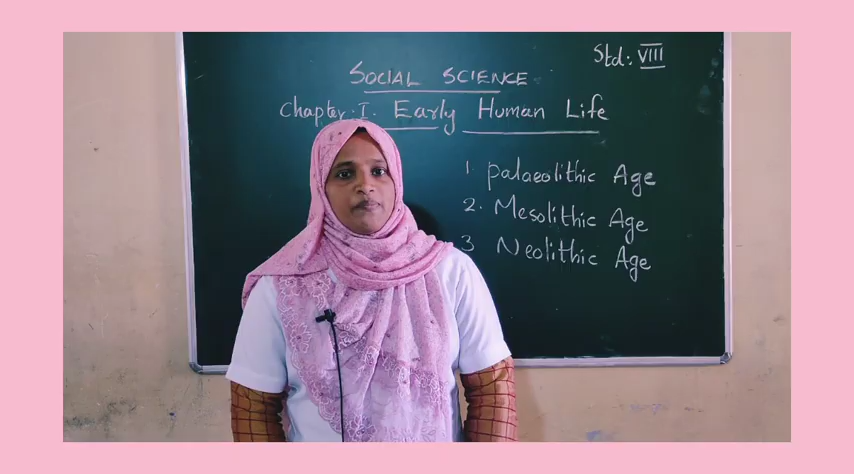 Std: VIII
SOCIAL SCIENCE
Chapter. I. Early Human Life
1. Palaeolithic Age
2. Mesolithic Age
3 Neolithic Age